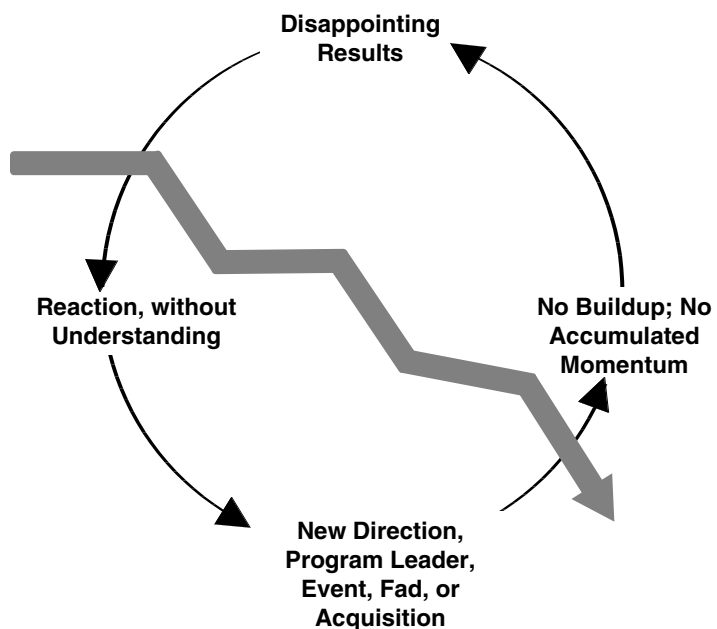 Disappointing
Results
Reaction, without
Understanding
No Buildup; No
Accumulated
Momentum
New Direction,
Program Leader,
Event, Fad, or
Acquisition